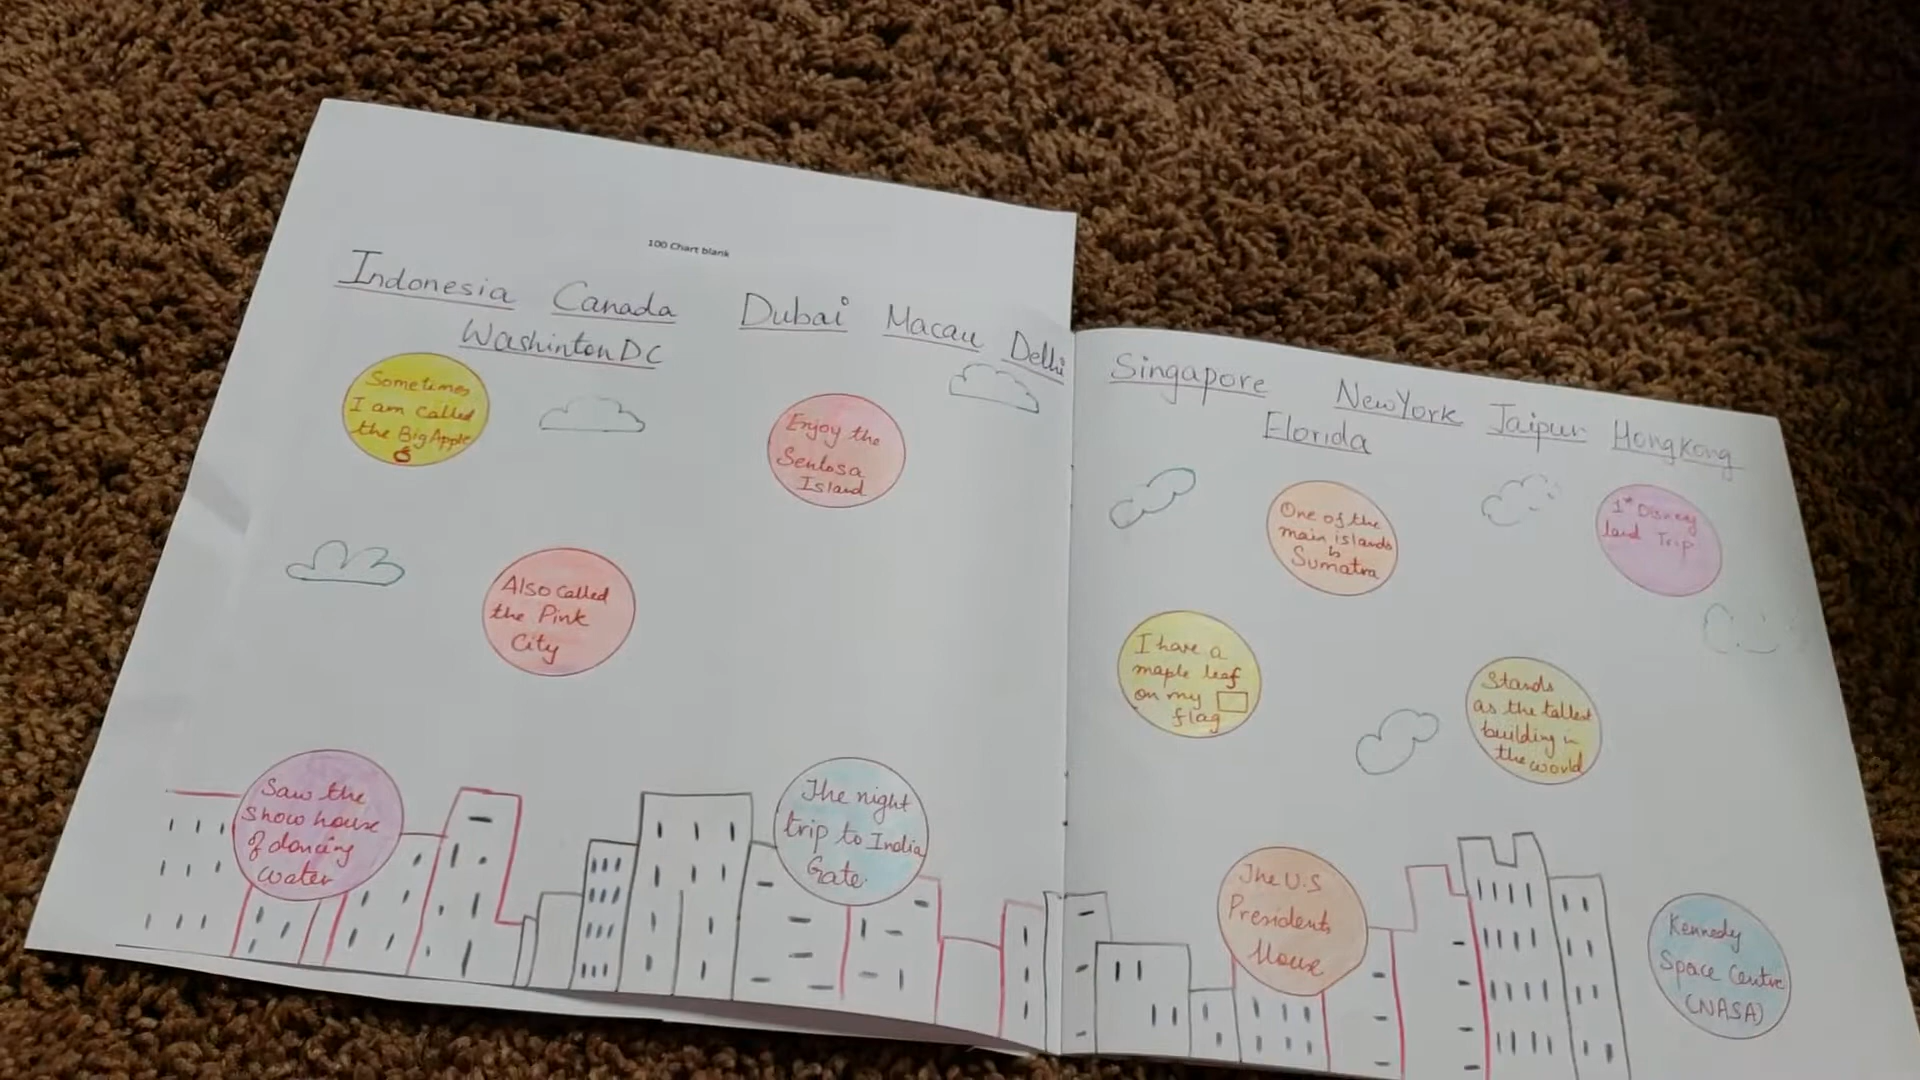 100 Chart blank
Indonesia Canada Dubai Macau Delhi
WashintonDC
Sometimes
I am called
the Big Apple
Enjoy the
Sentosa
Island
Also called
the Pink
City
Saw the
show house
of dancing
water
The night
trip to India
Gate
Singapore NewYork Jaipur Hongkong
Florida
One of the
main islands
is
Sumatra
1st Disney
land Trip
I have a
maple leaf
on my
flag
Stands
as the tallest
building in
the world
The U.S
Presidents
House
Kennedy
Space Centre
(NASA)